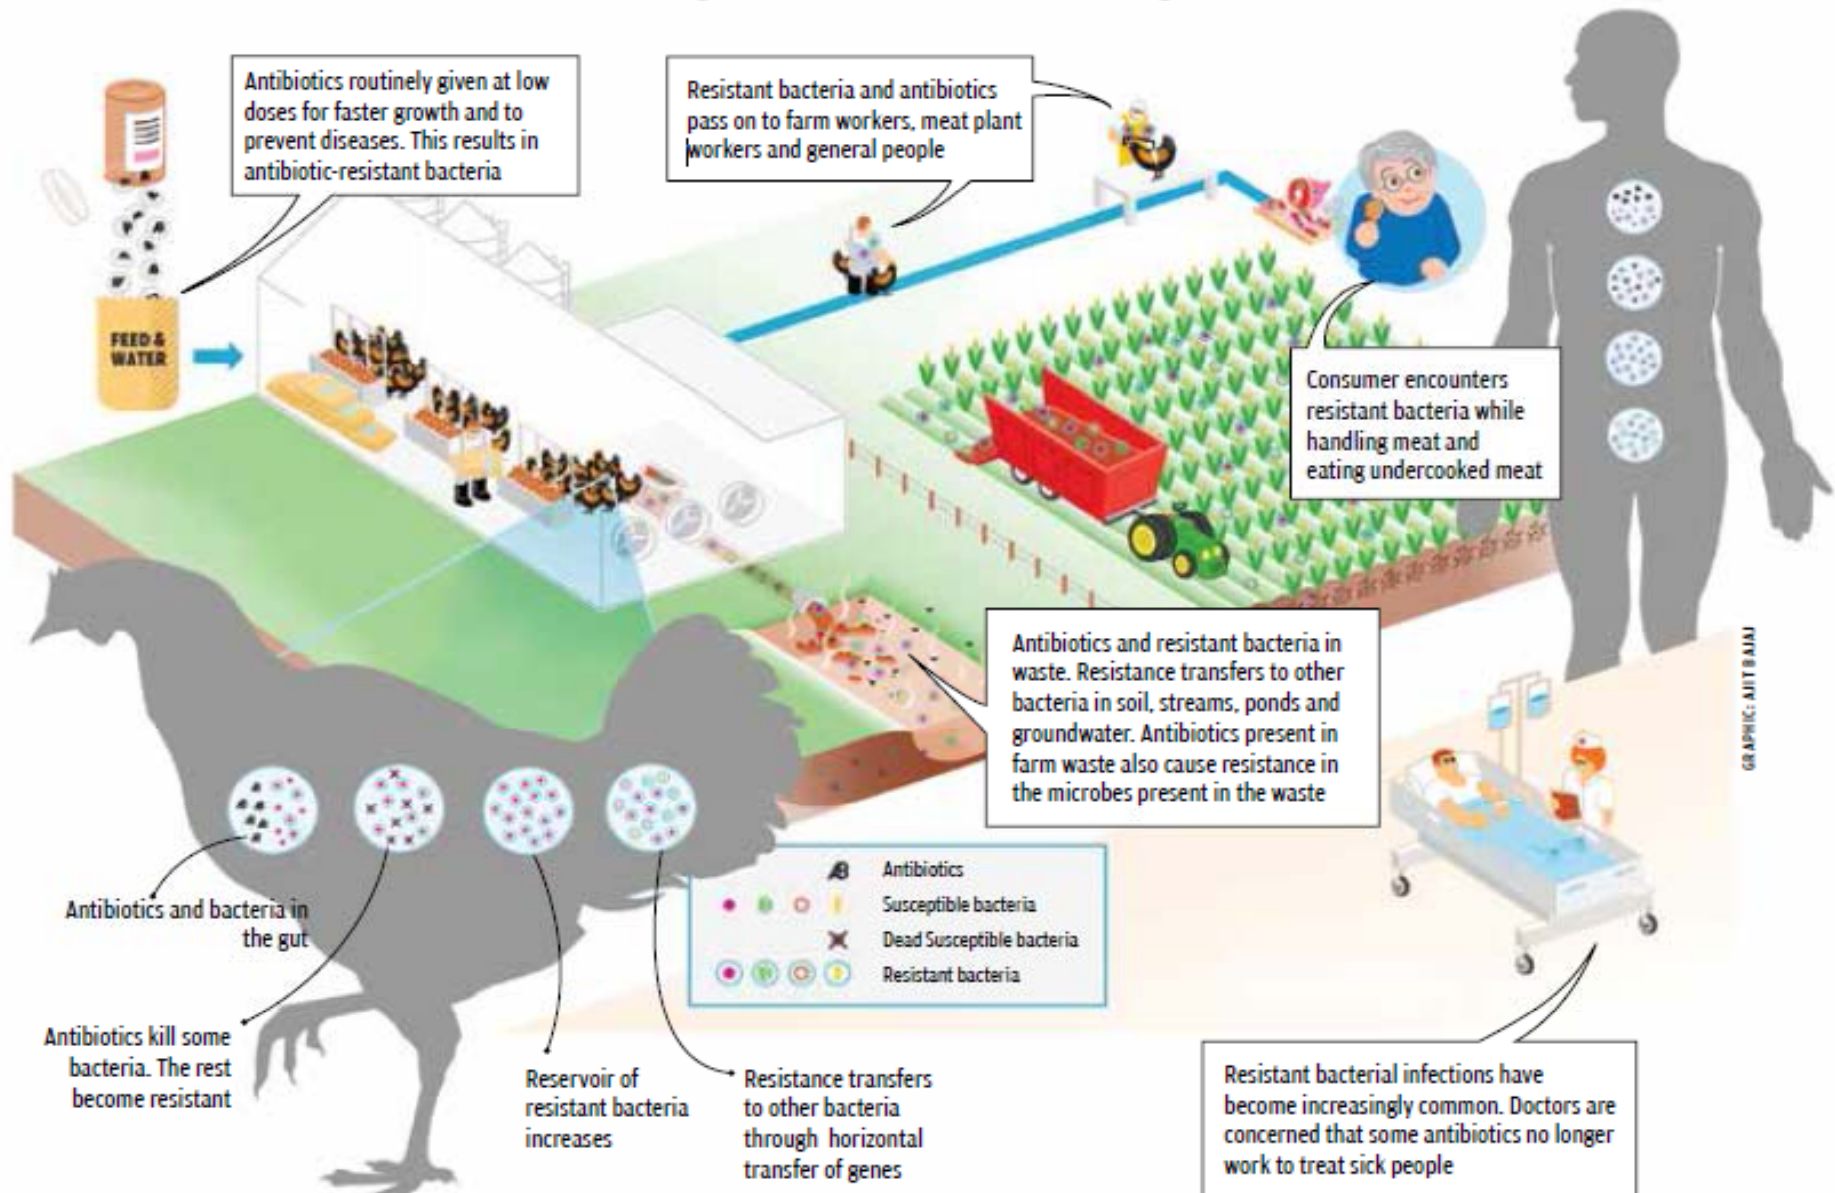 Antibiotics routinely given at low
doses for faster growth and to
prevent diseases. This results in
antibiotic-resistant bacteria
Resistant bacteria and antibiotics
pass on to farm workers, meat plant
workers and general people
FEED &
WATER
Consumer encounters
resistant bacteria while
handling meat and
eating undercooked meat
Antibiotics and resistant bacteria in
waste. Resistance transfers to other
bacteria in soil, streams, ponds and
groundwater. Antibiotics present in
farm waste also cause resistance in
the microbes present in the waste
GRAPHIC: AJIT BAJAJ
AB Antibiotics
Susceptible bacteria
Dead Susceptible bacteria
Resistant bacteria
Antibiotics and bacteria in
the gut
Antibiotics kill some
bacteria. The rest
become resistant
Reservoir of
resistant bacteria
increases
Resistance transfers
to other bacteria
through horizontal
transfer of genes
Resistant bacterial infections have
become increasingly common. Doctors are
concerned that some antibiotics no longer
work to treat sick people